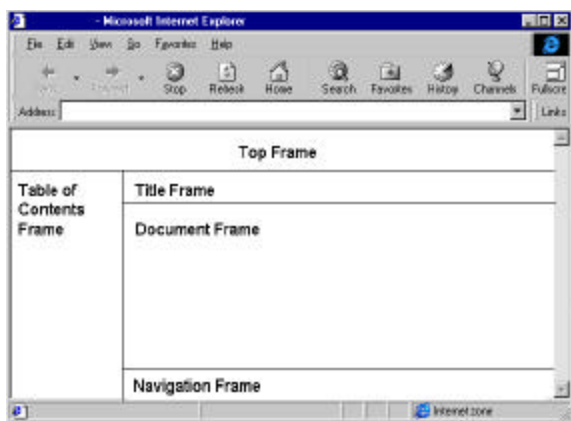 - Microsoft Internet Explorer
File Edit View Go Favorites Help
Stop Refresh Home Search Favorites History Channels Fullscre
Address Links
Top Frame
Table of Contents Frame
Title Frame
Document Frame
Navigation Frame
Internet zone